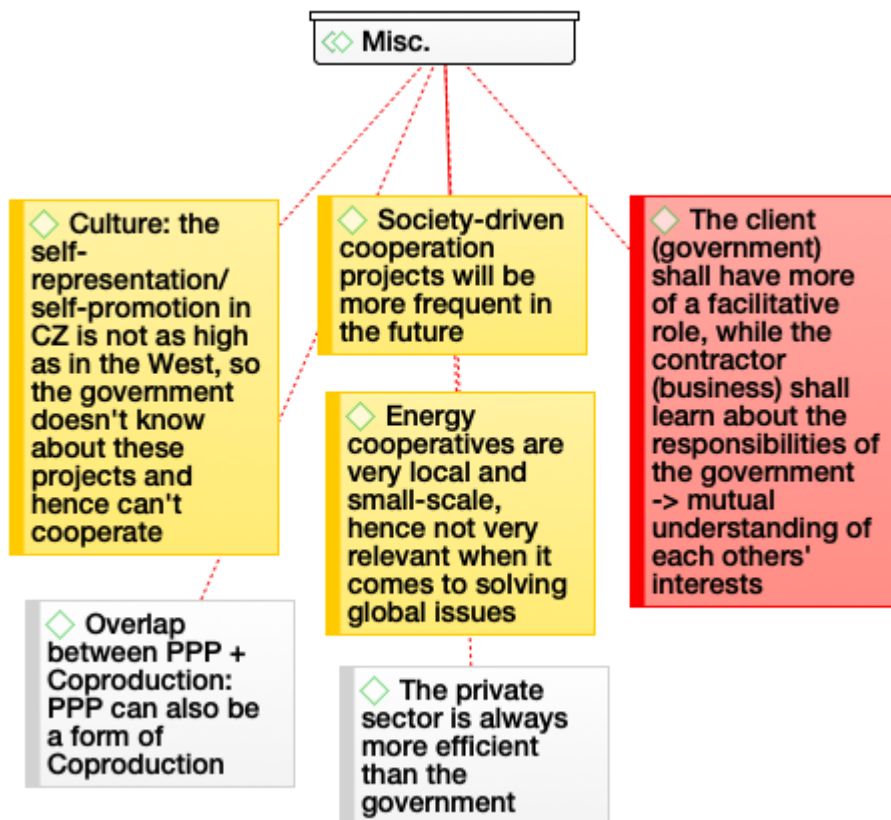 Misc.
Culture: the
self-
representation/
self-promotion in
CZ is not as high
as in the West, so
the government
doesn't know
about these
projects and
hence can't
cooperate
Society-driven
cooperation
projects will be
more frequent in
the future
The client
(government)
shall have more
of a facilitative
role, while the
contractor
(business) shall
learn about the
responsibilities of
the government
-> mutual
understanding of
each others'
interests
Energy
cooperatives are
very local and
small-scale,
hence not very
relevant when it
comes to solving
global issues
Overlap
between PPP +
Coproduction:
PPP can also be
a form of
Coproduction
The private
sector is always
more efficient
than the
government